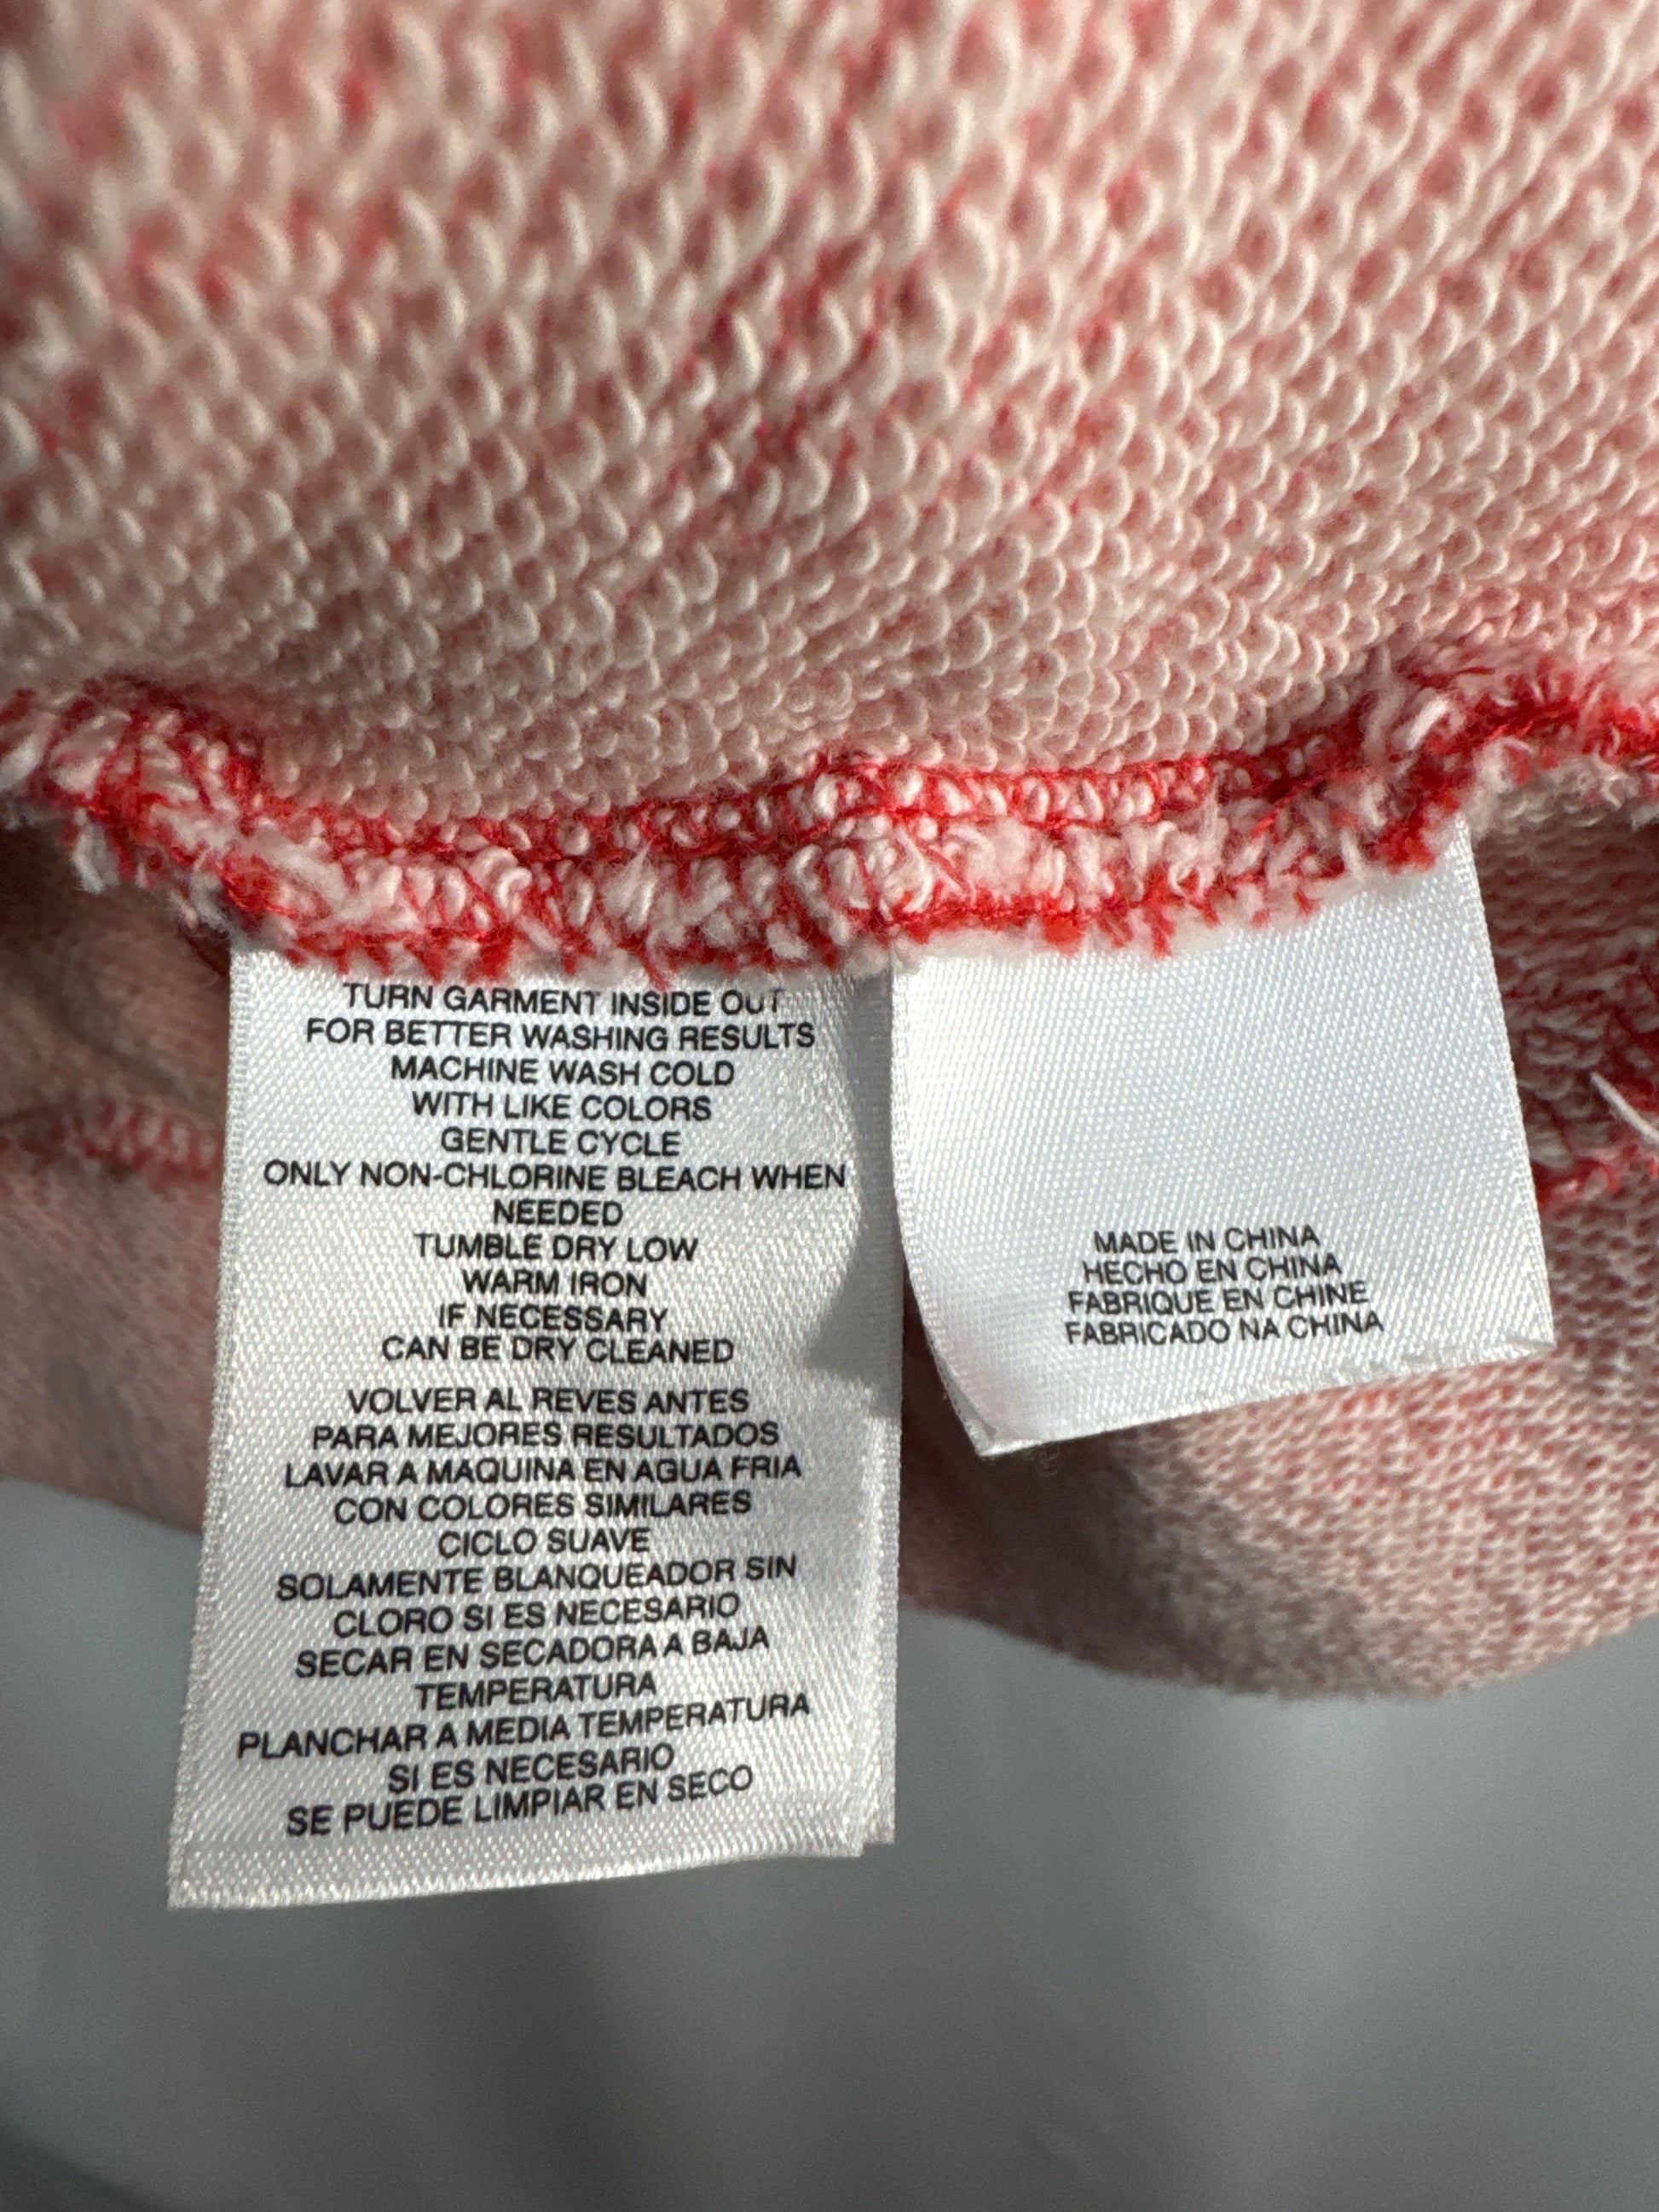 TURN GARMENT INSIDE OUT
FOR BETTER WASHING RESULTS
MACHINE WASH COLD
WITH LIKE COLORS
GENTLE CYCLE
ONLY NON-CHLORINE BLEACH WHEN
NEEDED
TUMBLE DRY LOW
WARM IRON
IF NECESSARY
CAN BE DRY CLEANED
VOLVER AL REVES ANTES
PARA MEJORES RESULTADOS
LAVAR A MAQUINA EN AGUA FRIA
CON COLORES SIMILARES
CICLO SUAVE
SOLAMENTE BLANQUEADOR SIN
CLORO SI ES NECESARIO
SECAR EN SECADORA A BAJA
TEMPERATURA
PLANCHAR A MEDIA TEMPERATURA
SI ES NECESARIO
SE PUEDE LIMPIAR EN SECO
MADE IN CHINA
HECHO EN CHINA
FABRIQUE EN CHINE
FABRICADO NA CHINA